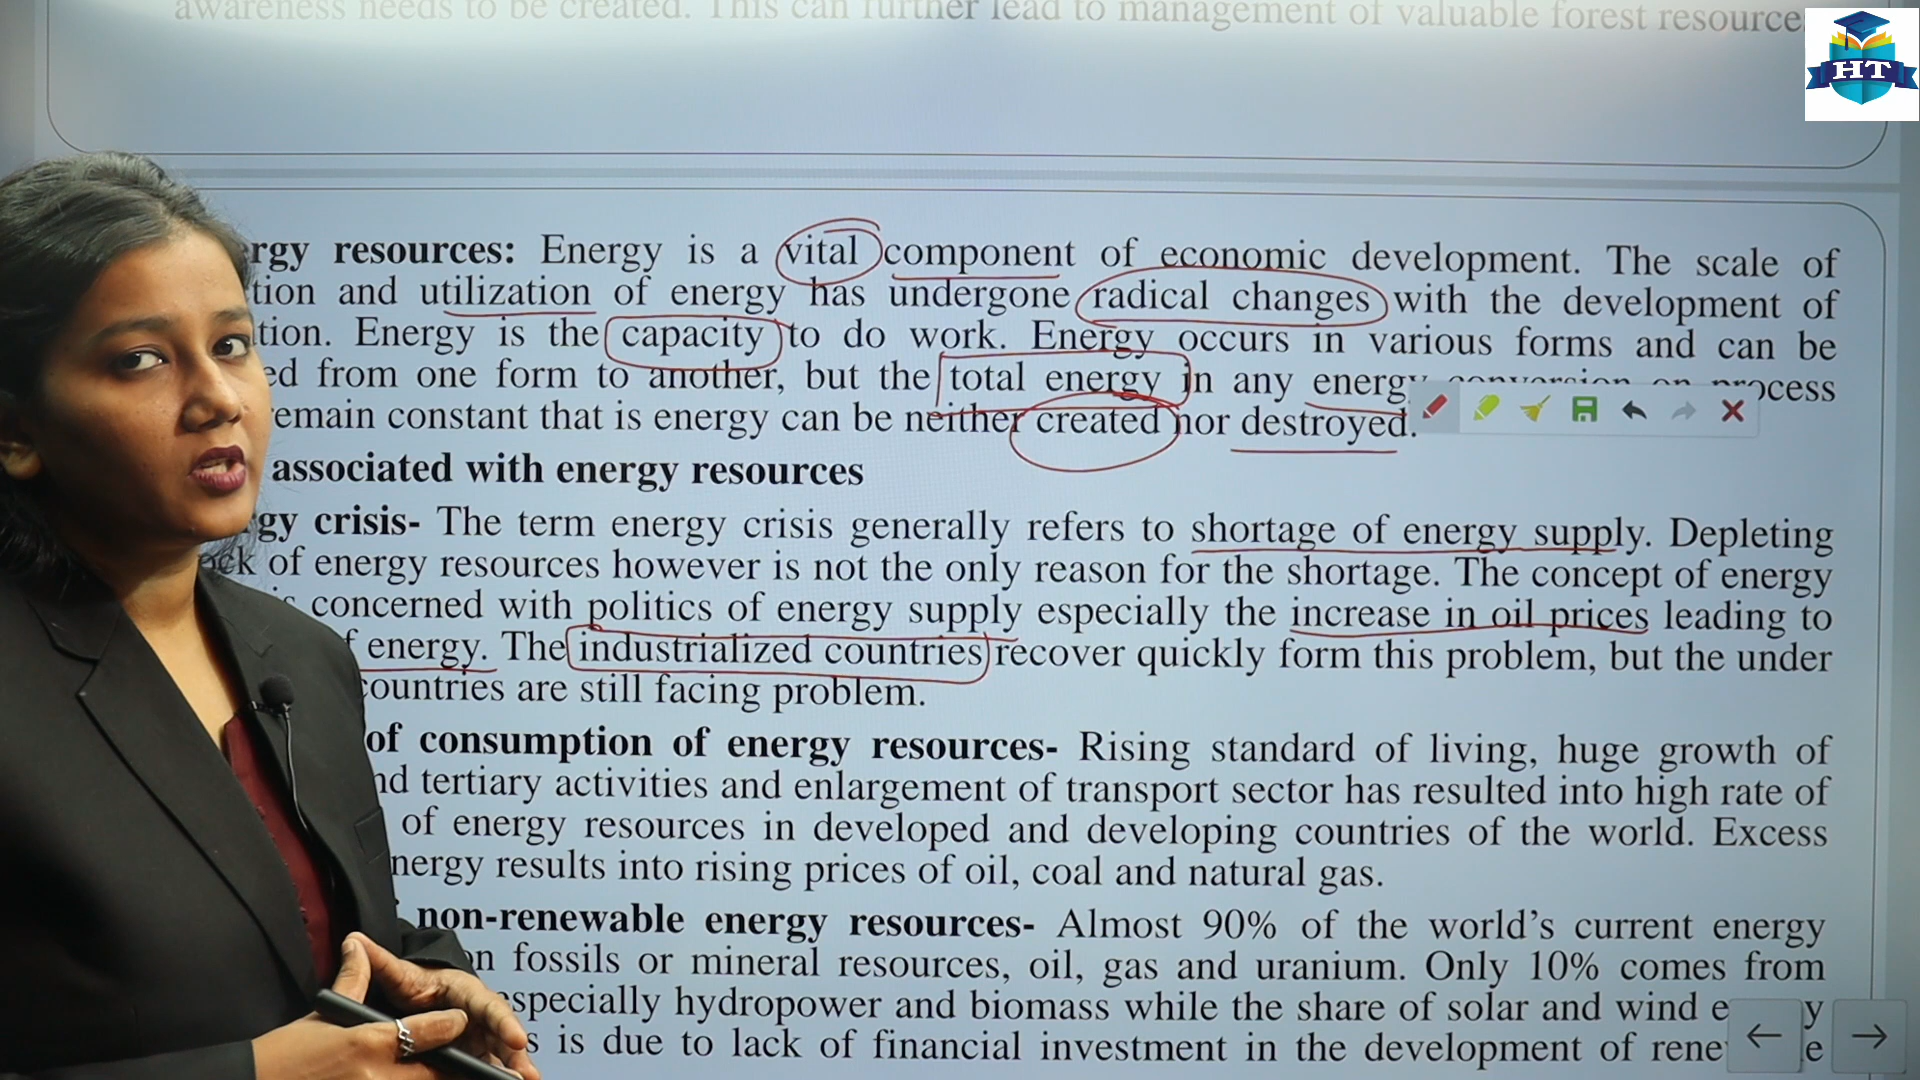 awareness needs to be created. This can further lead to management of valuable forest resource
HT
rgy resources: Energy is a vital component of economic development. The scale of
tion and utilization of energy has undergone radical changes with the development of
tion. Energy is the capacity to do work. Energy occurs in various forms and can be
ed from one form to another, but the total energy in any energy conversion on process
emain constant that is energy can be neither created nor destroyed.
associated with energy resources
gy crisis- The term energy crisis generally refers to shortage of energy supply. Depleting
ck of energy resources however is not the only reason for the shortage. The concept of energy
concerned with politics of energy supply especially the increase in oil prices leading to
f energy. The industrialized countries recover quickly form this problem, but the under
countries are still facing problem.
of consumption of energy resources- Rising standard of living, huge growth of
nd tertiary activities and enlargement of transport sector has resulted into high rate of
of energy resources in developed and developing countries of the world. Excess
nergy results into rising prices of oil, coal and natural gas.
non-renewable energy resources- Almost 90% of the world's current energy
on fossils or mineral resources, oil, gas and uranium. Only 10% comes from
especially hydropower and biomass while the share of solar and wind e y
s is due to lack of financial investment in the development of rene e